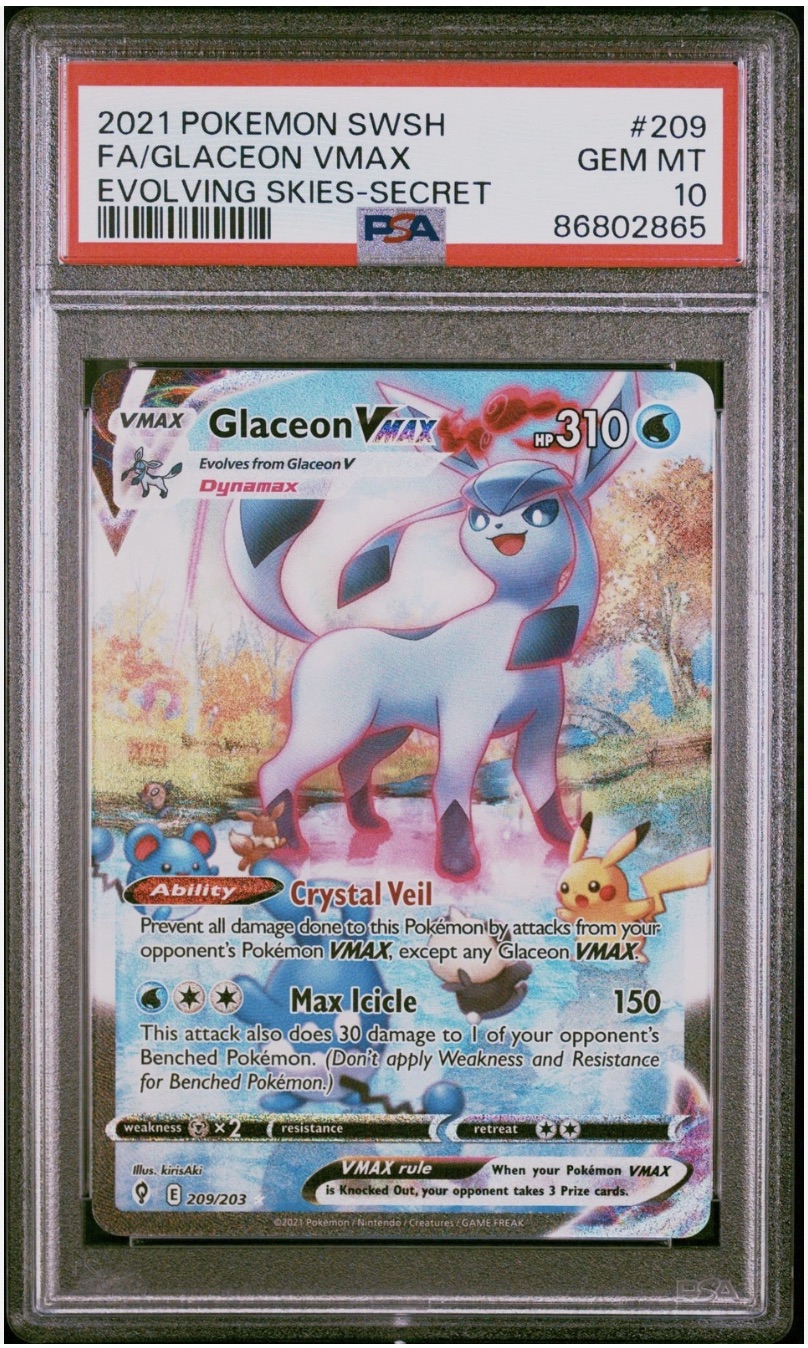 2021 POKEMON SWSH #209
FA/GLACEON VMAX GEM MT
EVOLVING SKIES-SECRET 10
PSA 86802865
VMAX Glaceon VMAX HP 310
Evolves from Glaceon V
Dynamax
Ability Crystal Veil
Prevent all damage done to this Pokémon by attacks from your
opponent's Pokémon VMAX, except any Glaceon VMAX.
Max Icicle 150
This attack also does 30 damage to 1 of your opponent's
Benched Pokémon. (Don't apply Weakness and Resistance
for Benched Pokémon.)
weakness ×2 resistance retreat
Illus. kirisAki
VMAX rule When your Pokémon VMAX
is Knocked Out, your opponent takes 3 Prize cards.
E 209/203
©2021 Pokémon / Nintendo / Creatures / GAME FREAK
PSA